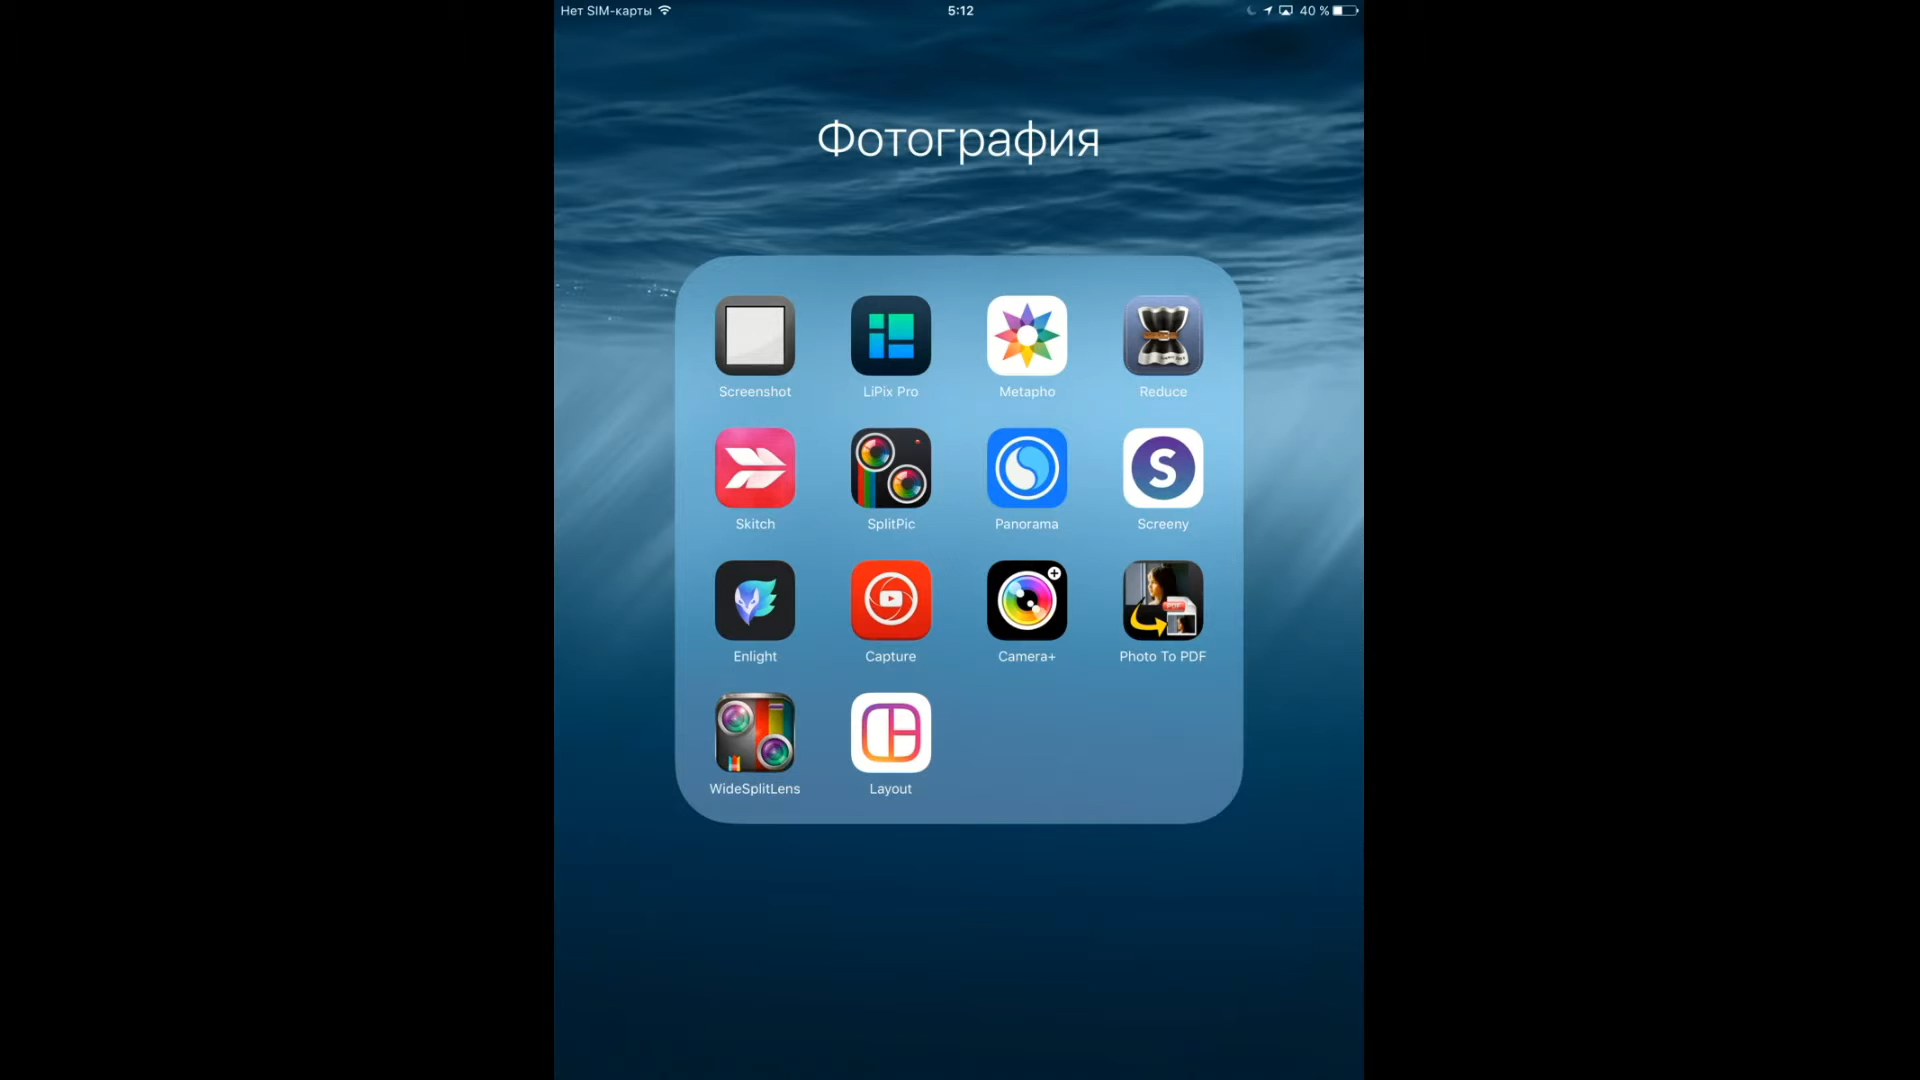 Нет SIM-карты
5:12
40 %
Фотография
Screenshot
LiPix Pro
Metapho
Reduce
Skitch
SplitPic
Panorama
S
Screeny
Enlight
Capture
Camera+
PDF
Photo To PDF
WideSplitLens
Layout